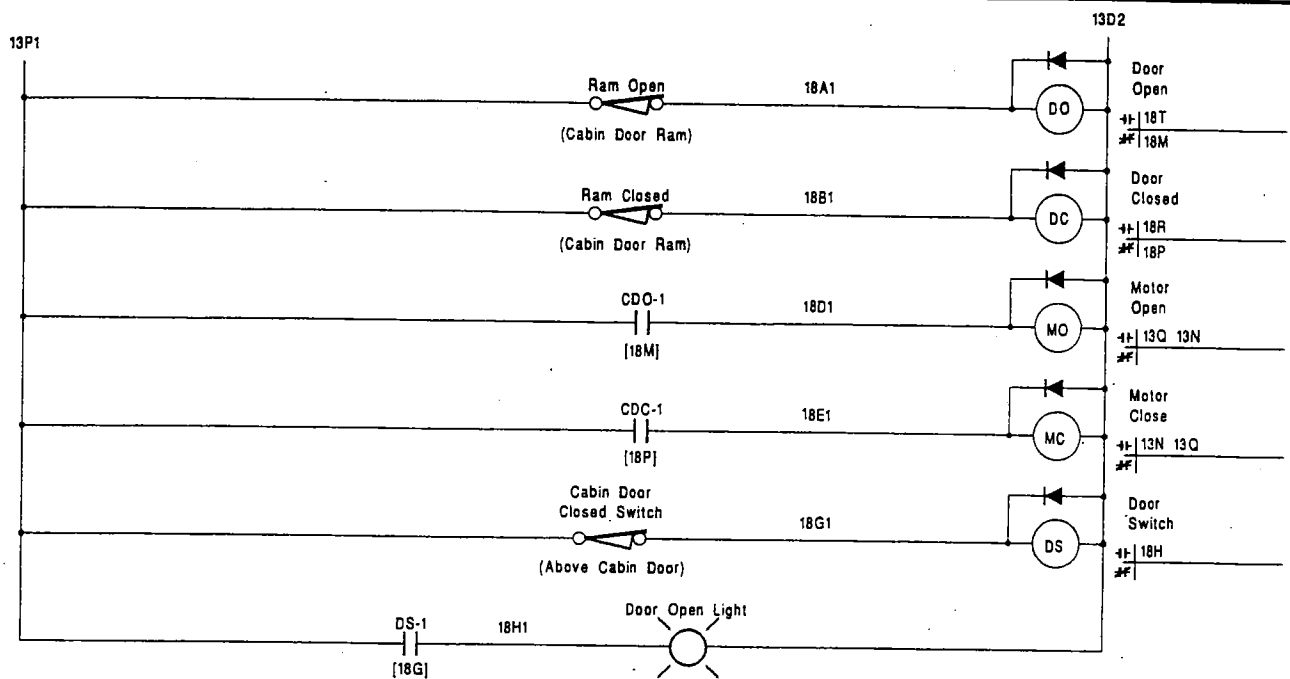 13P1
13D2
Ram Open
18A1
(Cabin Door Ram)
DO
Door
Open
18T
18M
Ram Closed
18B1
(Cabin Door Ram)
DC
Door
Closed
18R
18P
CDO-1
18D1
[18M]
MO
Motor
Open
13Q 13N
CDC-1
18E1
[18P]
MC
Motor
Close
13N 13Q
Cabin Door
Closed Switch
18G1
(Above Cabin Door)
DS
Door
Switch
18H
DS-1
18H1
[18G]
Door Open Light